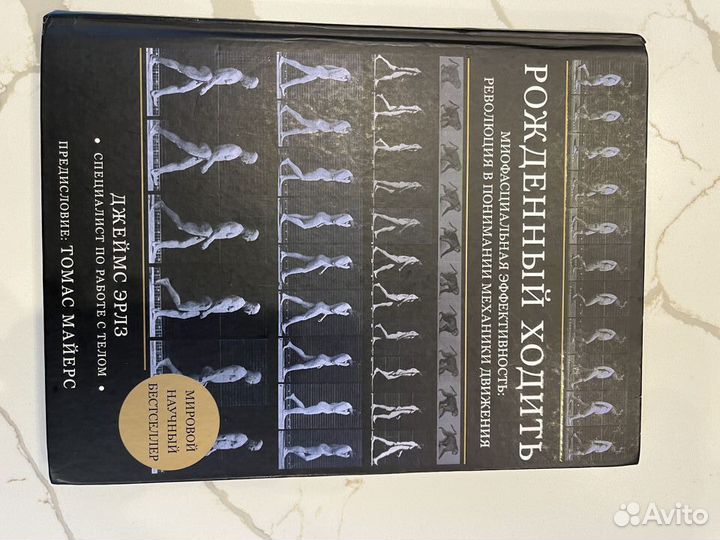 РОЖДЕННЫЙ ХОДИТЬ
МИОФАСЦИАЛЬНАЯ ЭФФЕКТИВНОСТЬ:
РЕВОЛЮЦИЯ В ПОНИМАНИИ МЕХАНИКИ ДВИЖЕНИЯ
МИРОВОЙ
НАУЧНЫЙ
БЕСТСЕЛЛЕР
ДЖЕЙМС ЭРЛЗ
• СПЕЦИАЛИСТ ПО РАБОТЕ С ТЕЛОМ •
ПРЕДИСЛОВИЕ: ТОМАС МАЙЕРС
Avito